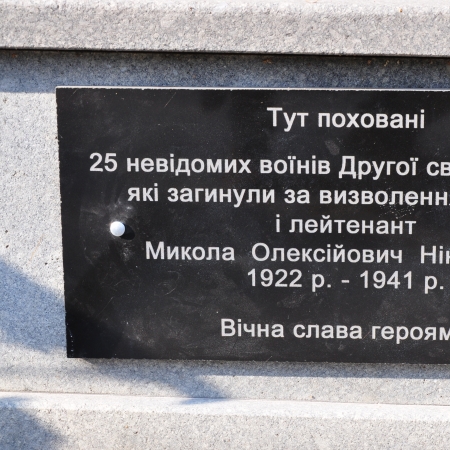 Тут поховані
25 невідомих воїнів Другої св
які загинули за визволенн
і лейтенант
Микола Олексійович Нік
1922 р. - 1941 р.
Вічна слава героям